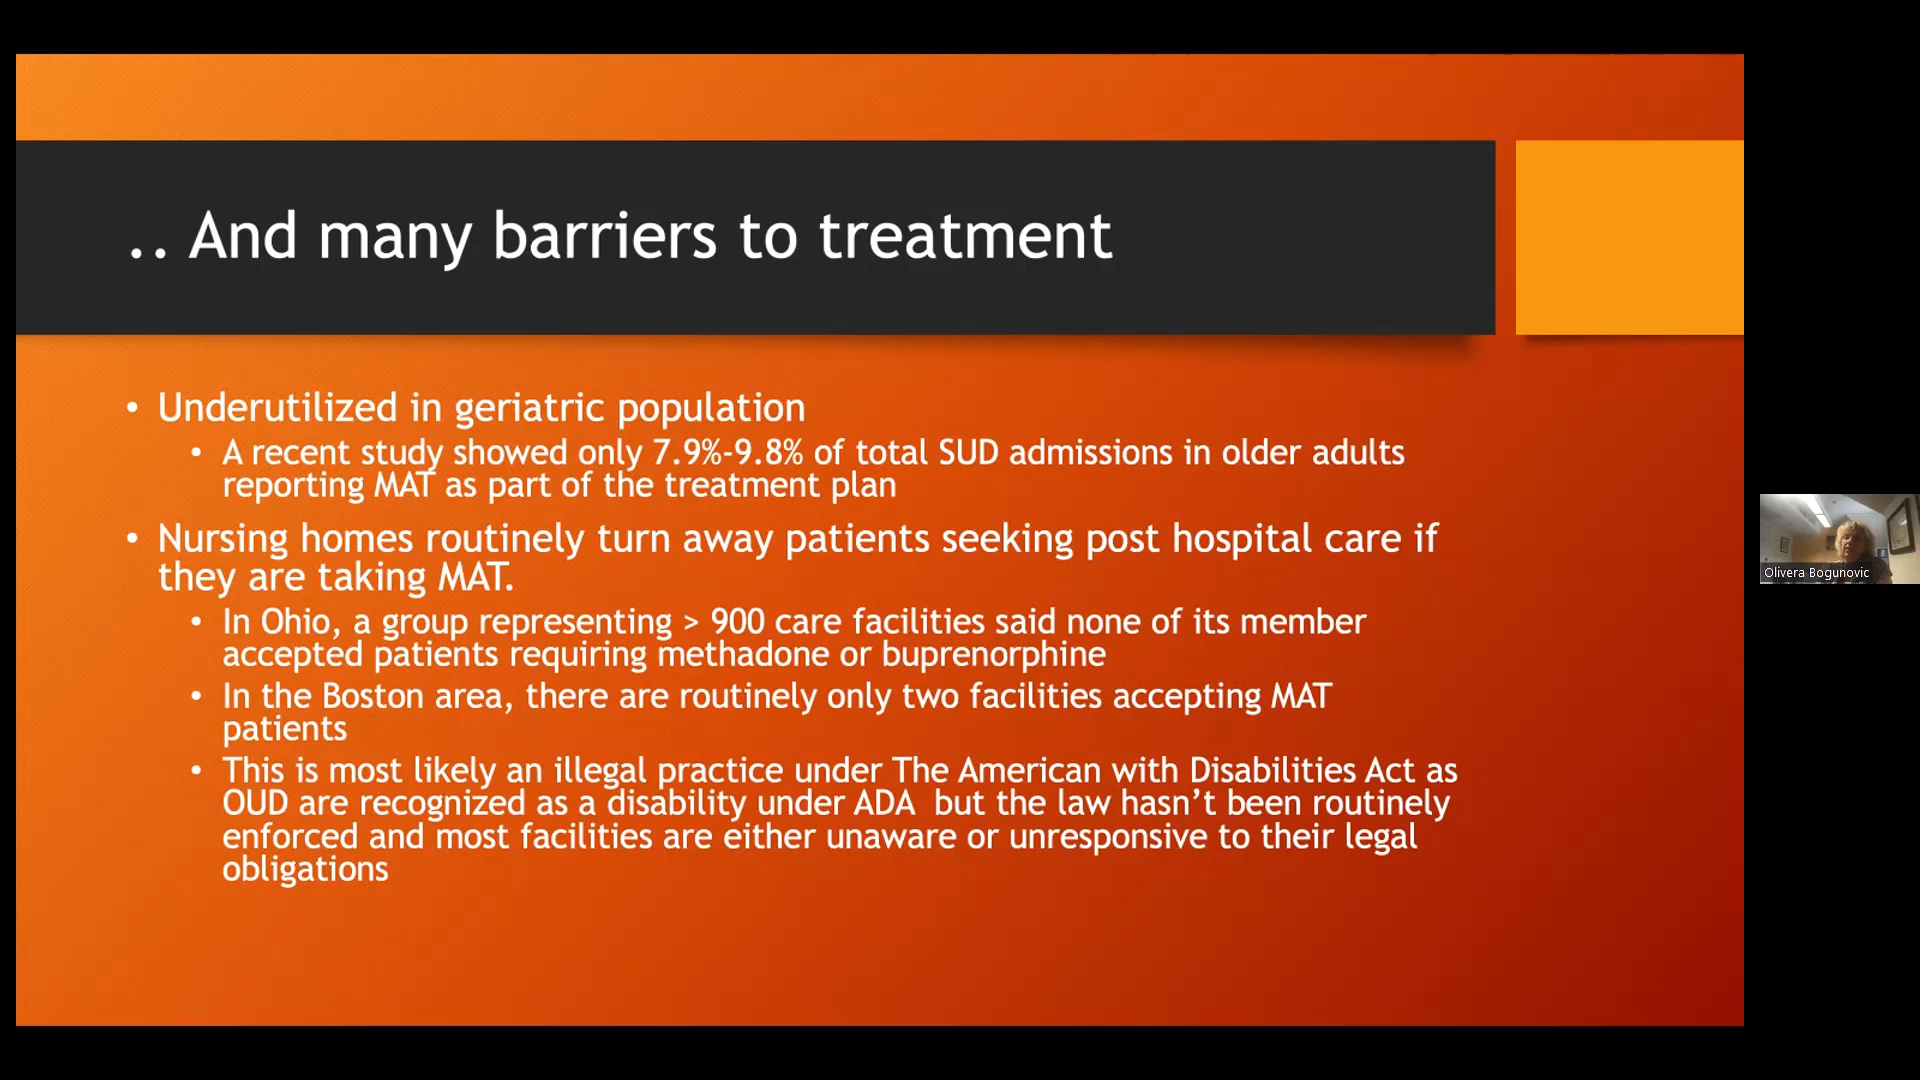 .. And many barriers to treatment
• Underutilized in geriatric population
• A recent study showed only 7.9%-9.8% of total SUD admissions in older adults
reporting MAT as part of the treatment plan
• Nursing homes routinely turn away patients seeking post hospital care if
they are taking MAT.
• In Ohio, a group representing > 900 care facilities said none of its member
accepted patients requiring methadone or buprenorphine
• In the Boston area, there are routinely only two facilities accepting MAT
patients
• This is most likely an illegal practice under The American with Disabilities Act as
OUD are recognized as a disability under ADA  but the law hasn’t been routinely
enforced and most facilities are either unaware or unresponsive to their legal
obligations
Olivera Bogunovic